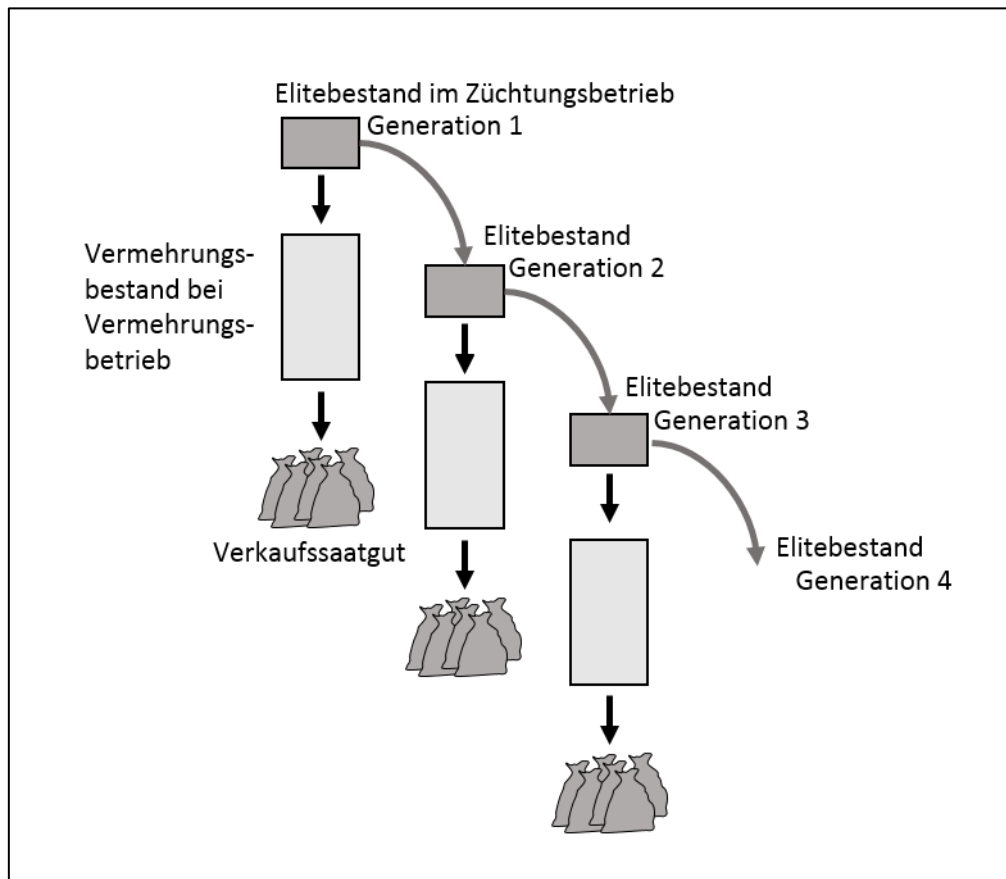 Elitebestand im Züchtungsbetrieb
Generation 1
Vermehrungs-
bestand bei
Vermehrungs-
betrieb
Verkaufssaatgut
Elitebestand
Generation 2
Elitebestand
Generation 3
Elitebestand
Generation 4